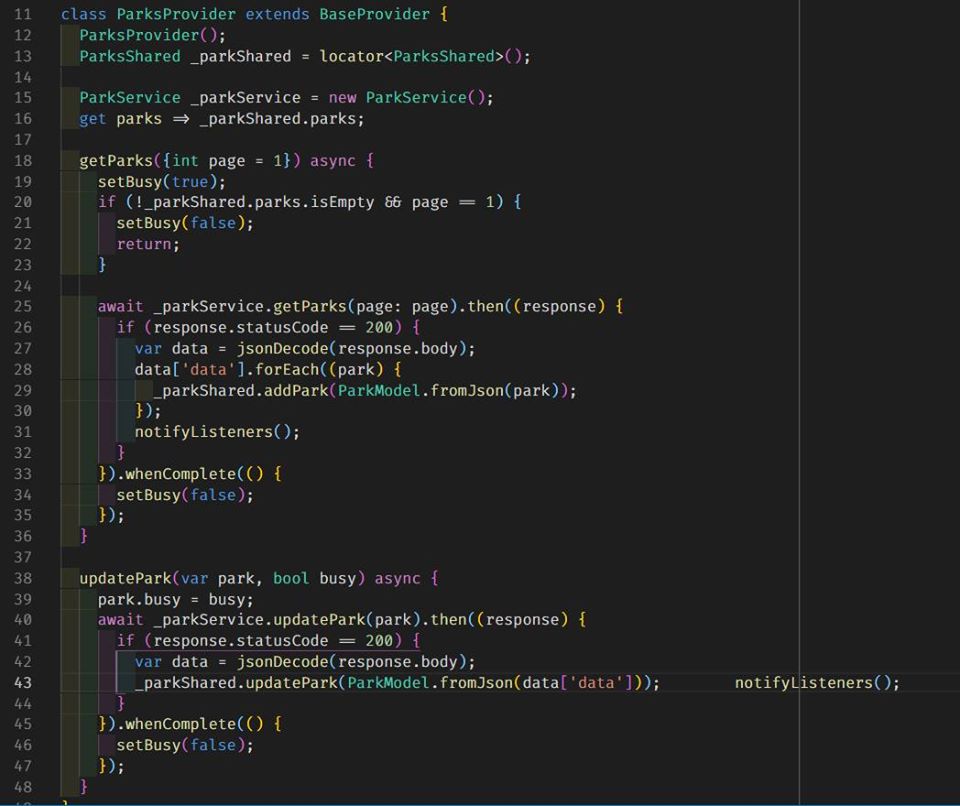 11 class ParksProvider extends BaseProvider {
12 ParksProvider();
13 ParksShared _parkShared = locator<ParksShared>();
14
15 ParkService _parkService = new ParkService();
16 get parks => _parkShared.parks;
17
18 getParks({int page = 1}) async {
19 setBusy(true);
20 if (!_parkShared.parks.isEmpty && page == 1) {
21 setBusy(false);
22 return;
23 }
24
25 await _parkService.getParks(page: page).then((response) {
26 if (response.statusCode == 200) {
27 var data = jsonDecode(response.body);
28 data['data'].forEach((park) {
29 _parkShared.addPark(ParkModel.fromJson(park));
30 });
31 notifyListeners();
32 }
33 }).whenComplete(() {
34 setBusy(false);
35 });
36 }
37
38 updatePark(var park, bool busy) async {
39 park.busy = busy;
40 await _parkService.updatePark(park).then((response) {
41 if (response.statusCode == 200) {
42 var data = jsonDecode(response.body);
43 _parkShared.updatePark(ParkModel.fromJson(data['data'])); notifyListeners();
44 }
45 }).whenComplete(() {
46 setBusy(false);
47 });
48 }